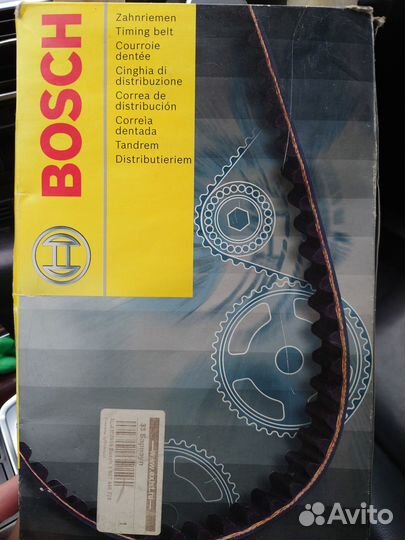 BOSCH
Zahnriemen
Timing belt
Courroie
dentée
Cinghia di
distribuzione
Correa de
distribución
Correia
dentada
Tandrem
Distributieriem
Avito